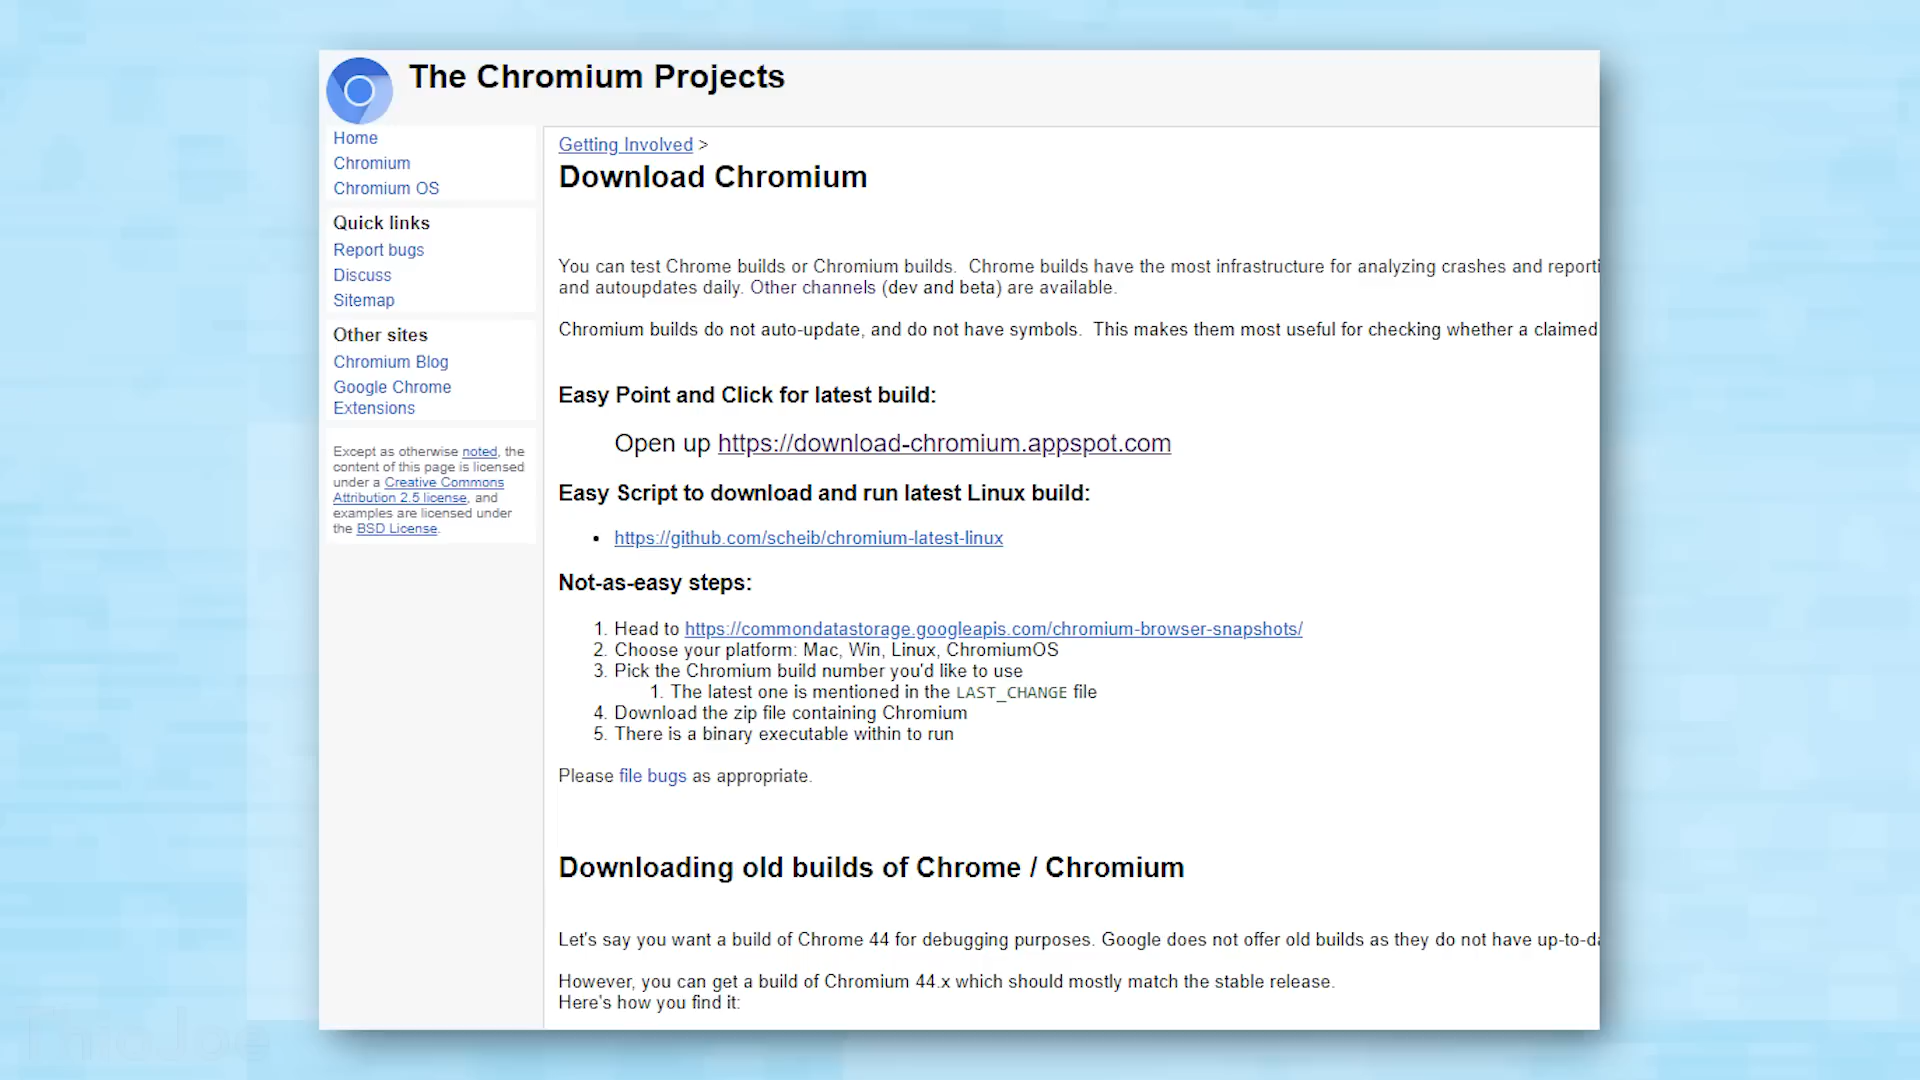 The Chromium Projects
Home
Chromium
Chromium OS
Quick links
Report bugs
Discuss
Sitemap
Other sites
Chromium Blog
Google Chrome
Extensions
Except as otherwise noted, the
content of this page is licensed
under a Creative Commons
Attribution 2.5 license, and
examples are licensed under
the BSD License.
Getting Involved >
Download Chromium
You can test Chrome builds or Chromium builds.  Chrome builds have the most infrastructure for analyzing crashes and reporti
and autoupdates daily. Other channels (dev and beta) are available.
Chromium builds do not auto-update, and do not have symbols.  This makes them most useful for checking whether a claimed
Easy Point and Click for latest build:
Open up https://download-chromium.appspot.com
Easy Script to download and run latest Linux build:
• https://github.com/scheib/chromium-latest-linux
Not-as-easy steps:
1. Head to https://commondatastorage.googleapis.com/chromium-browser-snapshots/
2. Choose your platform: Mac, Win, Linux, ChromiumOS
3. Pick the Chromium build number you'd like to use
1. The latest one is mentioned in the LAST_CHANGE file
4. Download the zip file containing Chromium
5. There is a binary executable within to run
Please file bugs as appropriate.
Downloading old builds of Chrome / Chromium
Let's say you want a build of Chrome 44 for debugging purposes. Google does not offer old builds as they do not have up-to-da
However, you can get a build of Chromium 44.x which should mostly match the stable release.
Here's how you find it:
ThioJoe